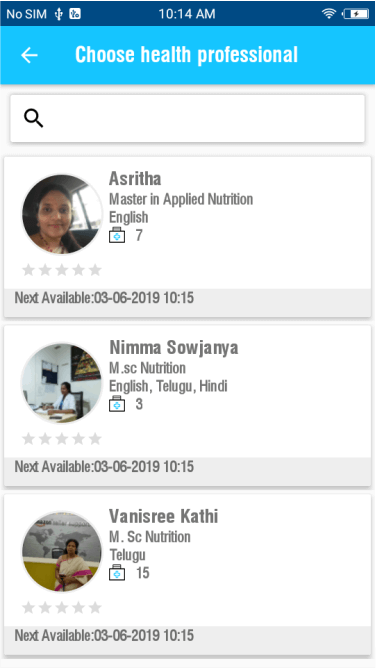 No SIM 10:14 AM
Choose health professional
Asritha
Master in Applied Nutrition
English
7
Next Available:03-06-2019 10:15
Nimma Sowjanya
M.sc Nutrition
English, Telugu, Hindi
3
Next Available:03-06-2019 10:15
Vanisree Kathi
M. Sc Nutrition
Telugu
15
Next Available:03-06-2019 10:15